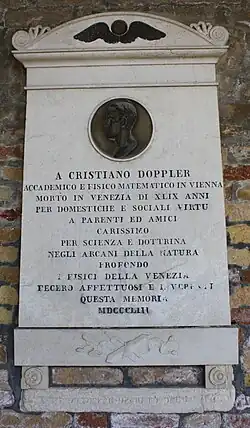 A CRISTIANO DOPPLER
ACCADEMICO E FISICO MATEMATICO IN VIENNA
MORTO IN VENEZIA DI XLIX ANNI
PER DOMESTICHE E SOCIALI VIRTU
A PARENTI ED AMICI
CARISSIMO
PER SCIENZA E DOTTRINA
NEGLI ARCANI DELLA NATURA
PROFONDO
I FISICI DELLA VENEZIA
FECERO AFFETTUOSI E
QUESTA MEMORIA
MDCCCLIII